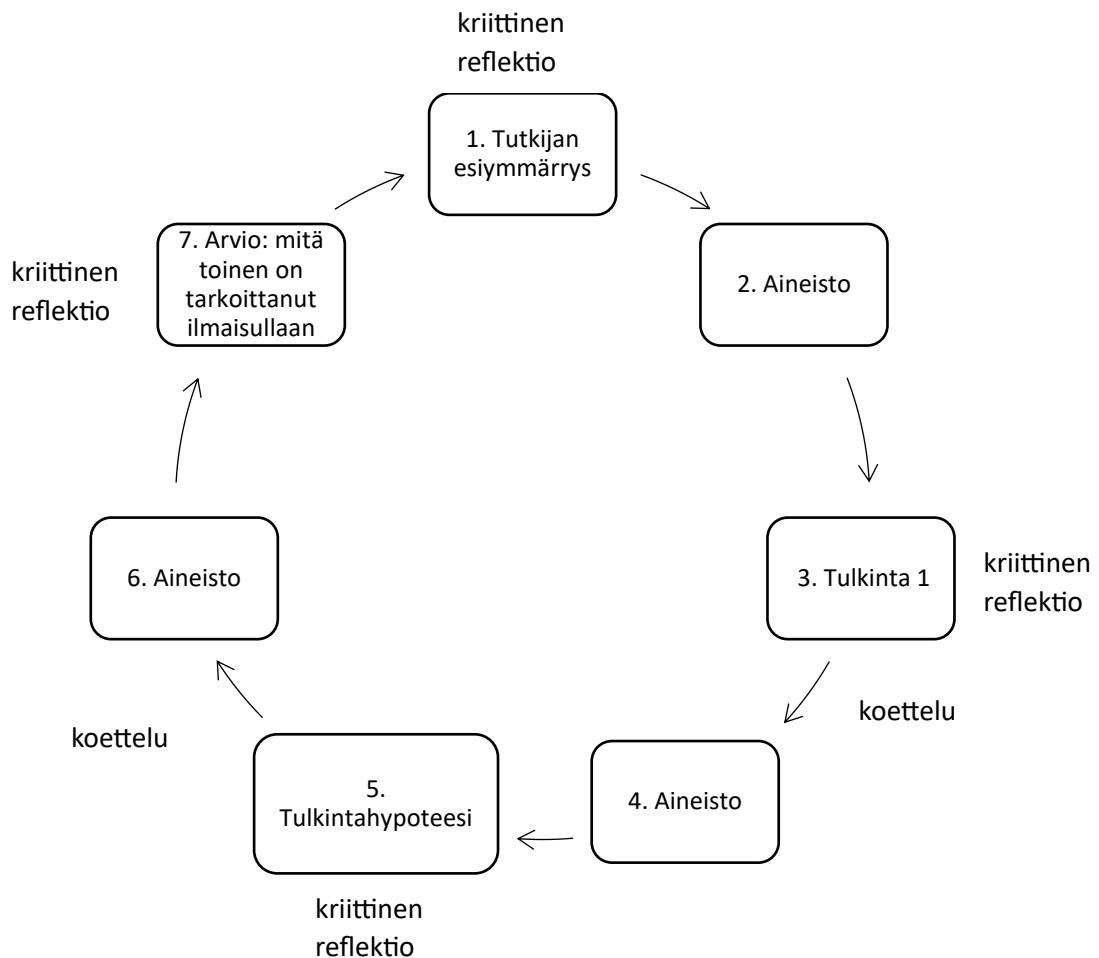 kriittinen
reflektio
1. Tutkijan
esiymmärrys
2. Aineisto
3. Tulkinta 1
kriittinen
reflektio
koettelu
4. Aineisto
5.
Tulkintahypoteesi
kriittinen
reflektio
koettelu
6. Aineisto
7. Arvio: mitä
toinen on
tarkoittanut
ilmaisullaan
kriittinen
reflektio